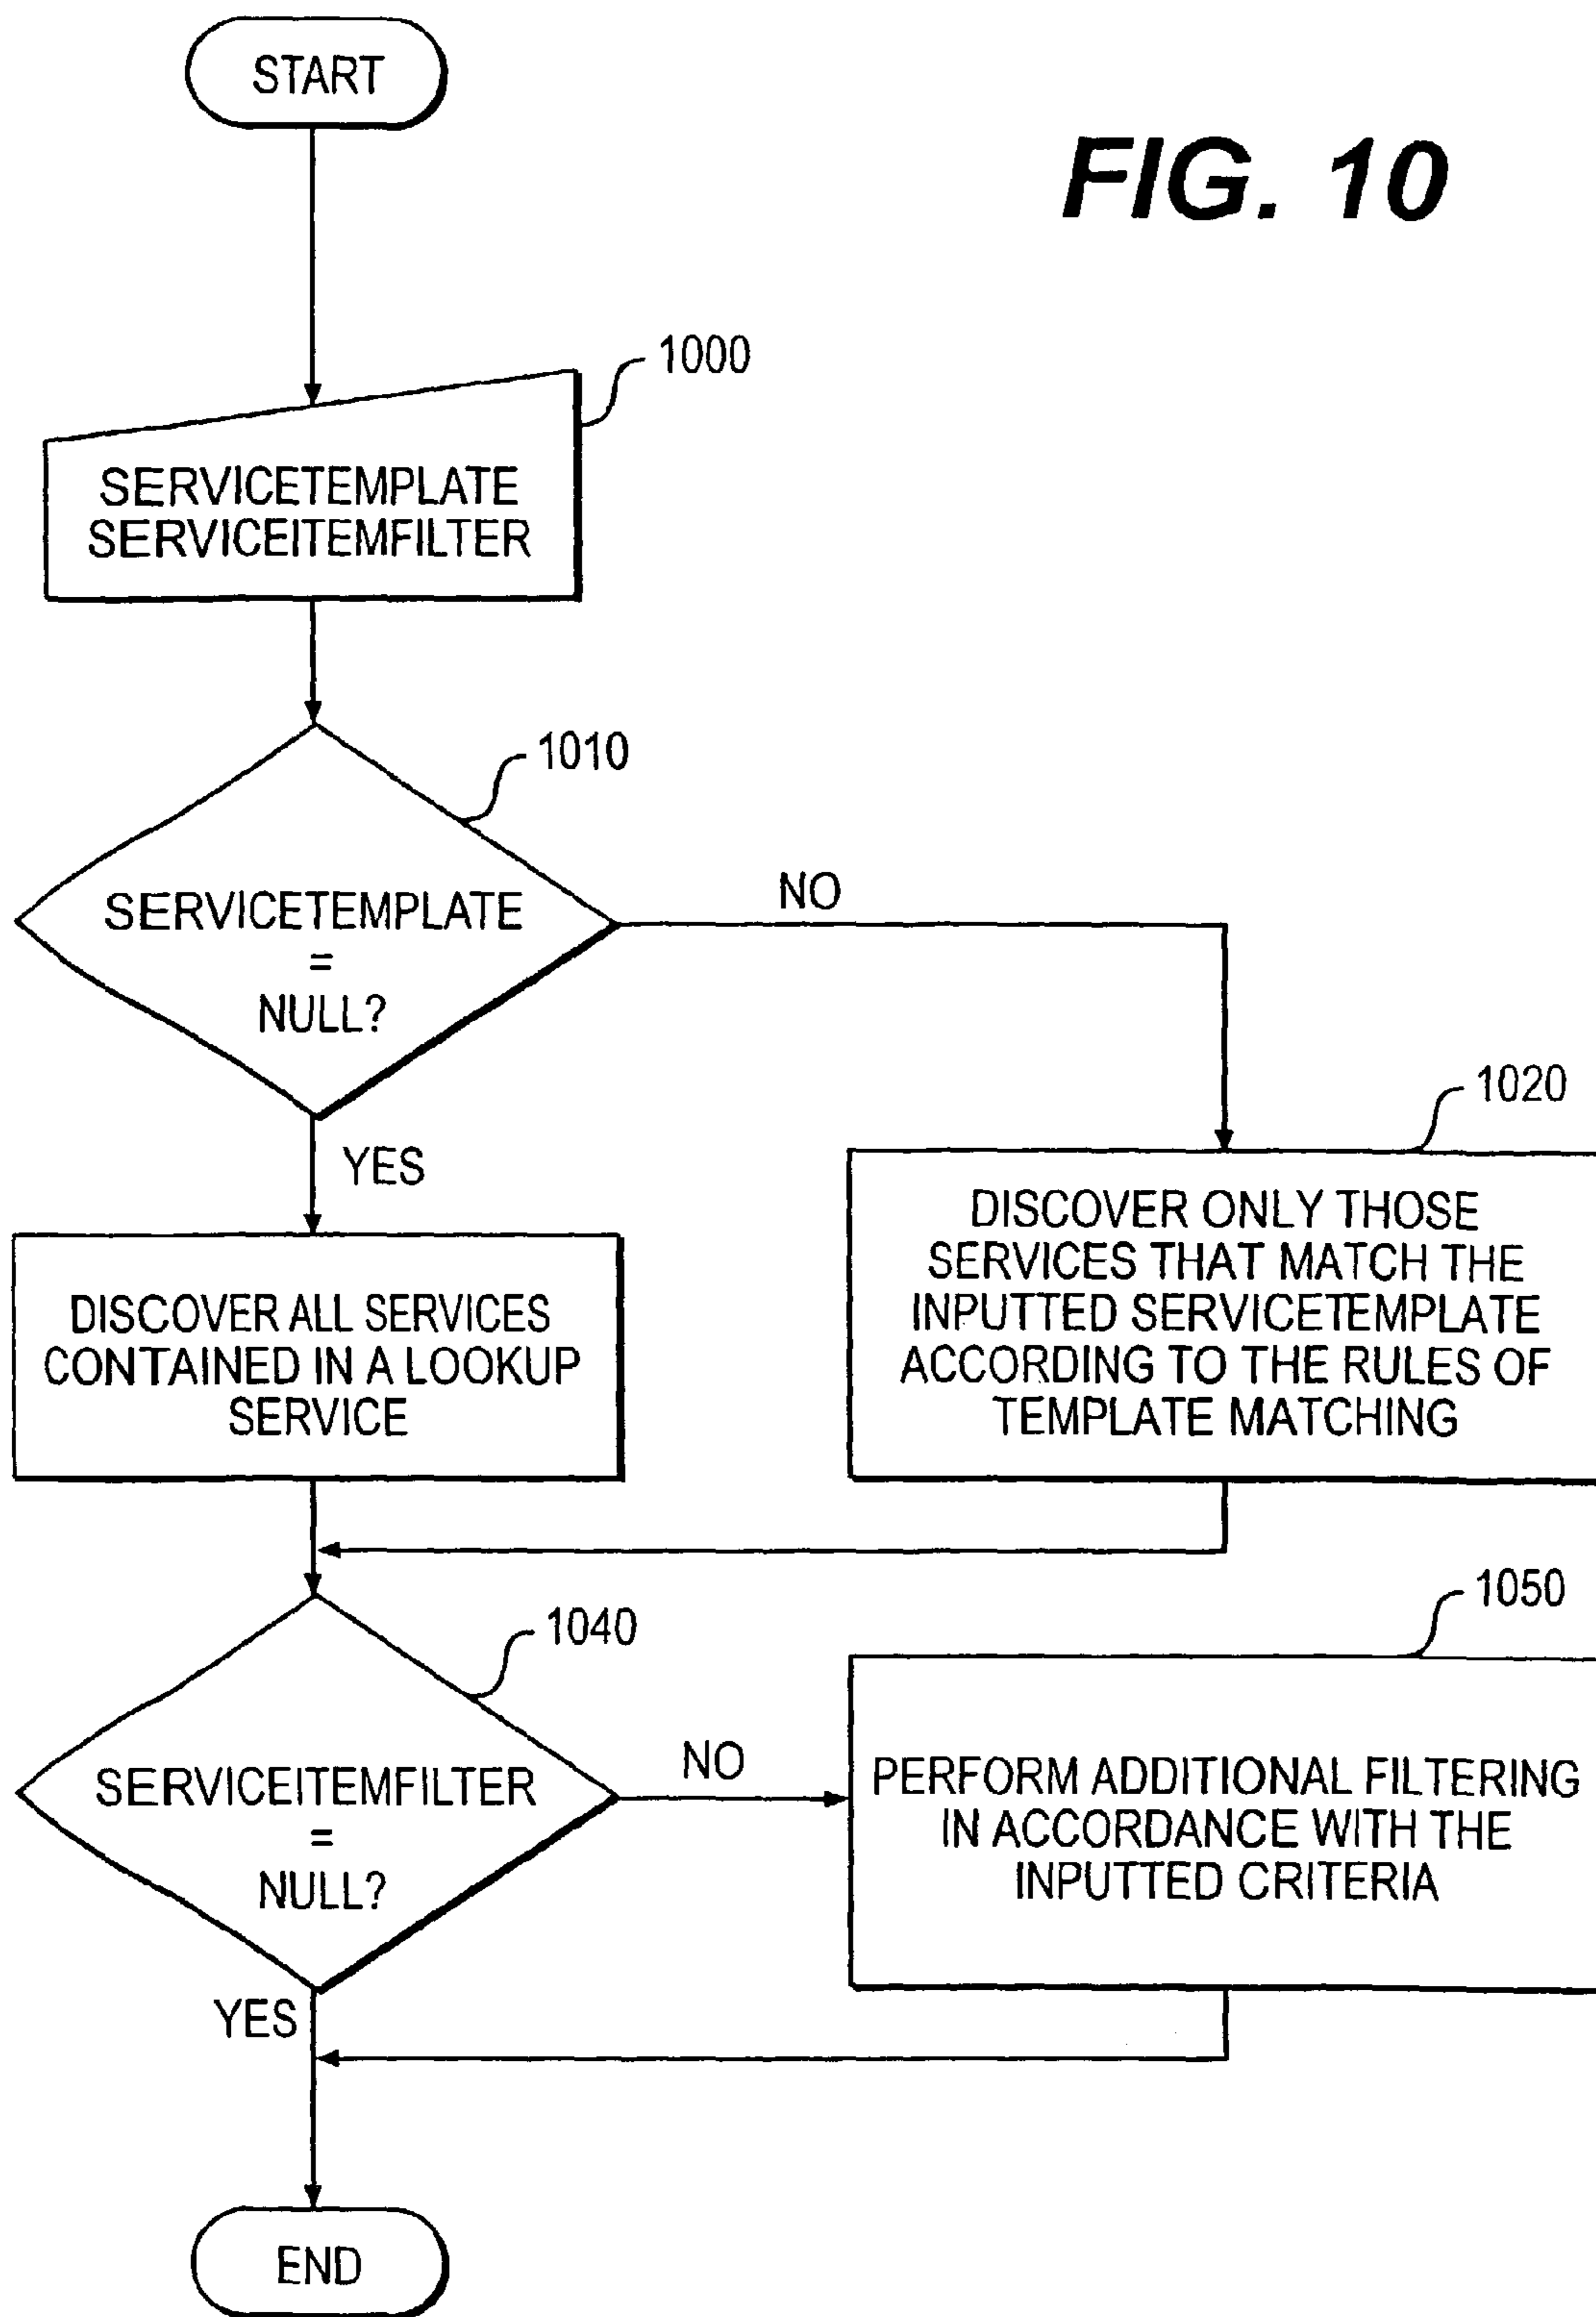 START
FIG. 10
1000
SERVICETEMPLATE
SERVICEITEMFILTER
1010
SERVICETEMPLATE
=
NULL?
NO
YES
1020
DISCOVER ONLY THOSE
SERVICES THAT MATCH THE
INPUTTED SERVICETEMPLATE
ACCORDING TO THE RULES OF
TEMPLATE MATCHING
DISCOVER ALL SERVICES
CONTAINED IN A LOOKUP
SERVICE
1040
SERVICEITEMFILTER
=
NULL?
NO
1050
PERFORM ADDITIONAL FILTERING
IN ACCORDANCE WITH THE
INPUTTED CRITERIA
YES
END